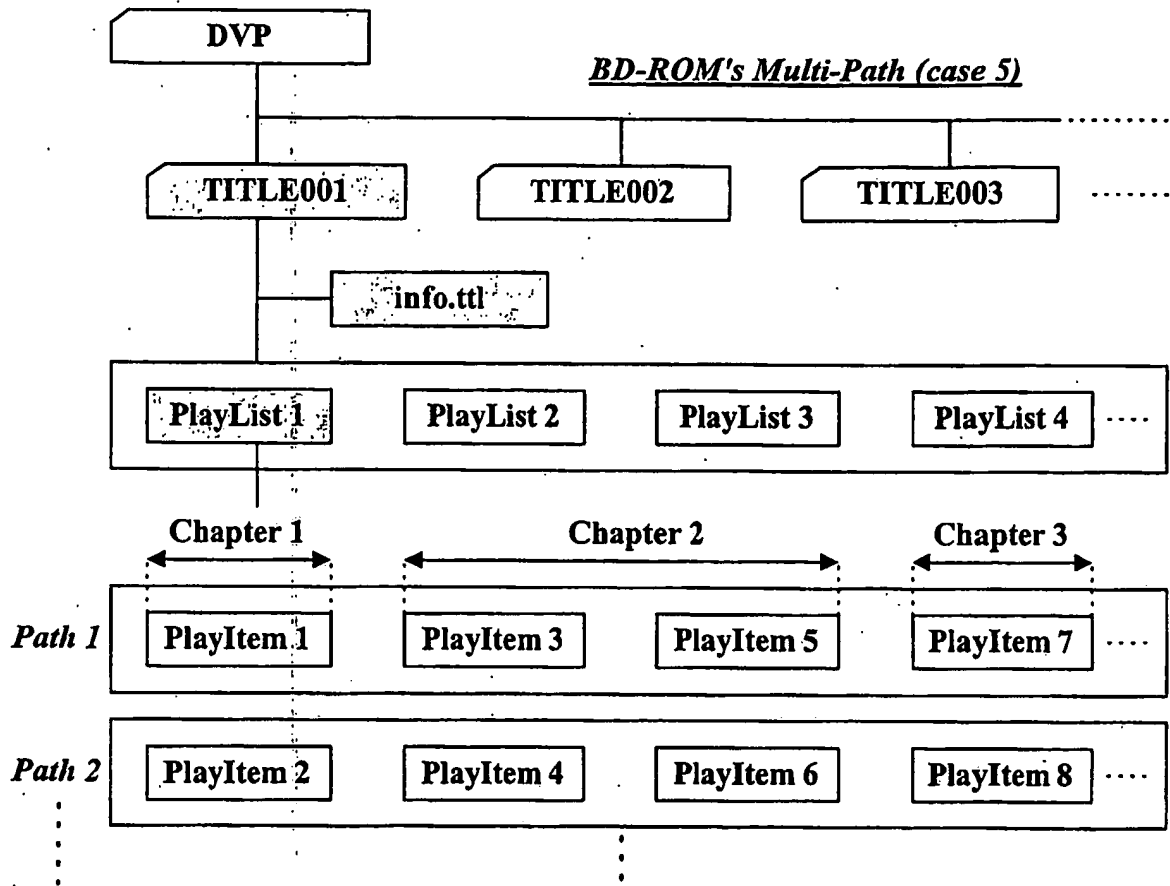 DVP
BD-ROM's Multi-Path (case 5)
TITLE001 TITLE002 TITLE003
info.ttl
PlayList 1 PlayList 2 PlayList 3 PlayList 4
Chapter 1 Chapter 2 Chapter 3
Path 1 PlayItem 1 PlayItem 3 PlayItem 5 PlayItem 7
Path 2 PlayItem 2 PlayItem 4 PlayItem 6 PlayItem 8